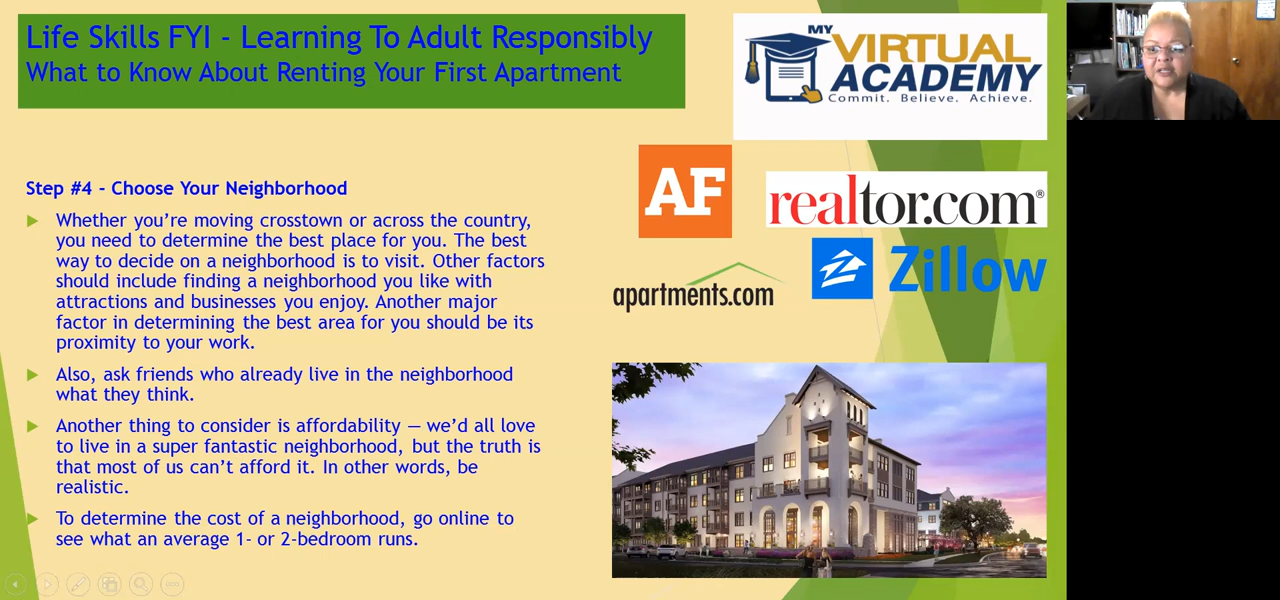 Life Skills FYI - Learning To Adult Responsibly
What to Know About Renting Your First Apartment
MY
VIRTUAL
ACADEMY
Commit. Believe. Achieve.
AF
realtor.com®
Zillow
apartments.com
Step #4 - Choose Your Neighborhood
Whether you’re moving crosstown or across the country,
you need to determine the best place for you. The best
way to decide on a neighborhood is to visit. Other factors
should include finding a neighborhood you like with
attractions and businesses you enjoy. Another major
factor in determining the best area for you should be its
proximity to your work.
Also, ask friends who already live in the neighborhood
what they think.
Another thing to consider is affordability — we’d all love
to live in a super fantastic neighborhood, but the truth is
that most of us can’t afford it. In other words, be
realistic.
To determine the cost of a neighborhood, go online to
see what an average 1- or 2-bedroom runs.